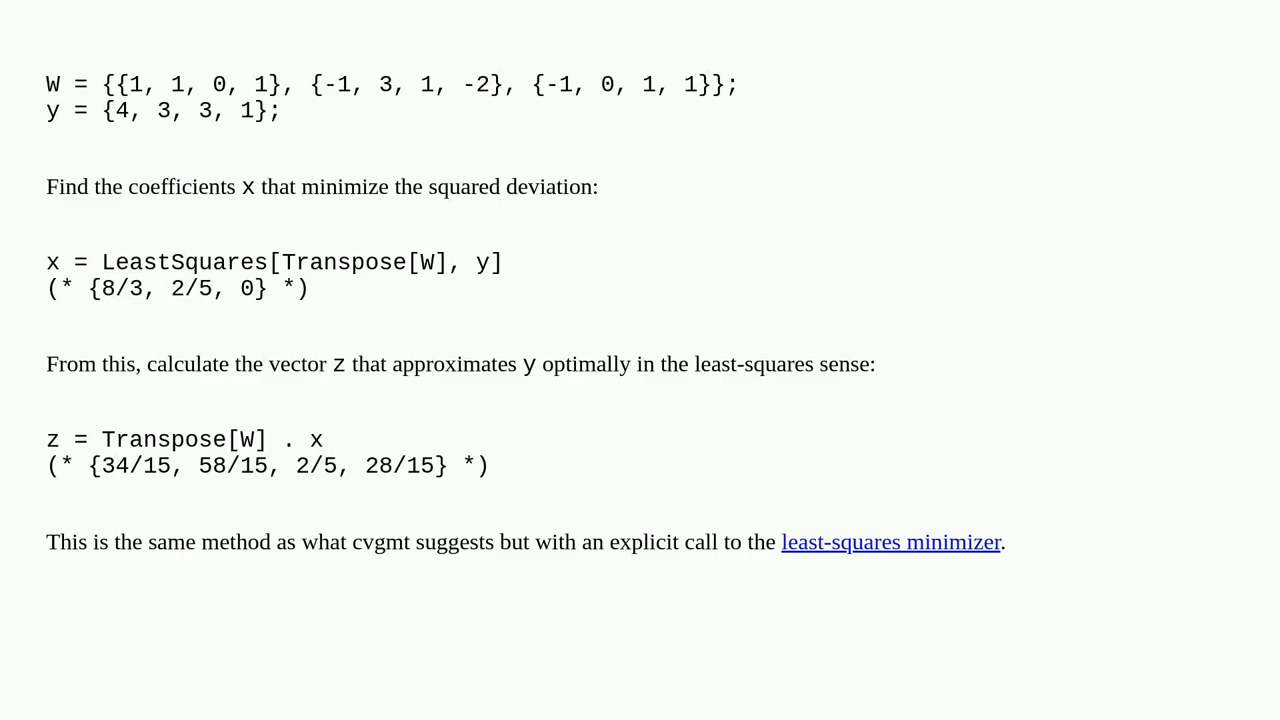 W = {{1, 1, 0, 1}, {-1, 3, 1, -2}, {-1, 0, 1, 1}};
y = {4, 3, 3, 1};
Find the coefficients x that minimize the squared deviation:
x = LeastSquares[Transpose[W], y]
(* {8/3, 2/5, 0} *)
From this, calculate the vector z that approximates y optimally in the least-squares sense:
z = Transpose[W] . x
(* {34/15, 58/15, 2/5, 28/15} *)
This is the same method as what cvgmt suggests but with an explicit call to the least-squares minimizer.